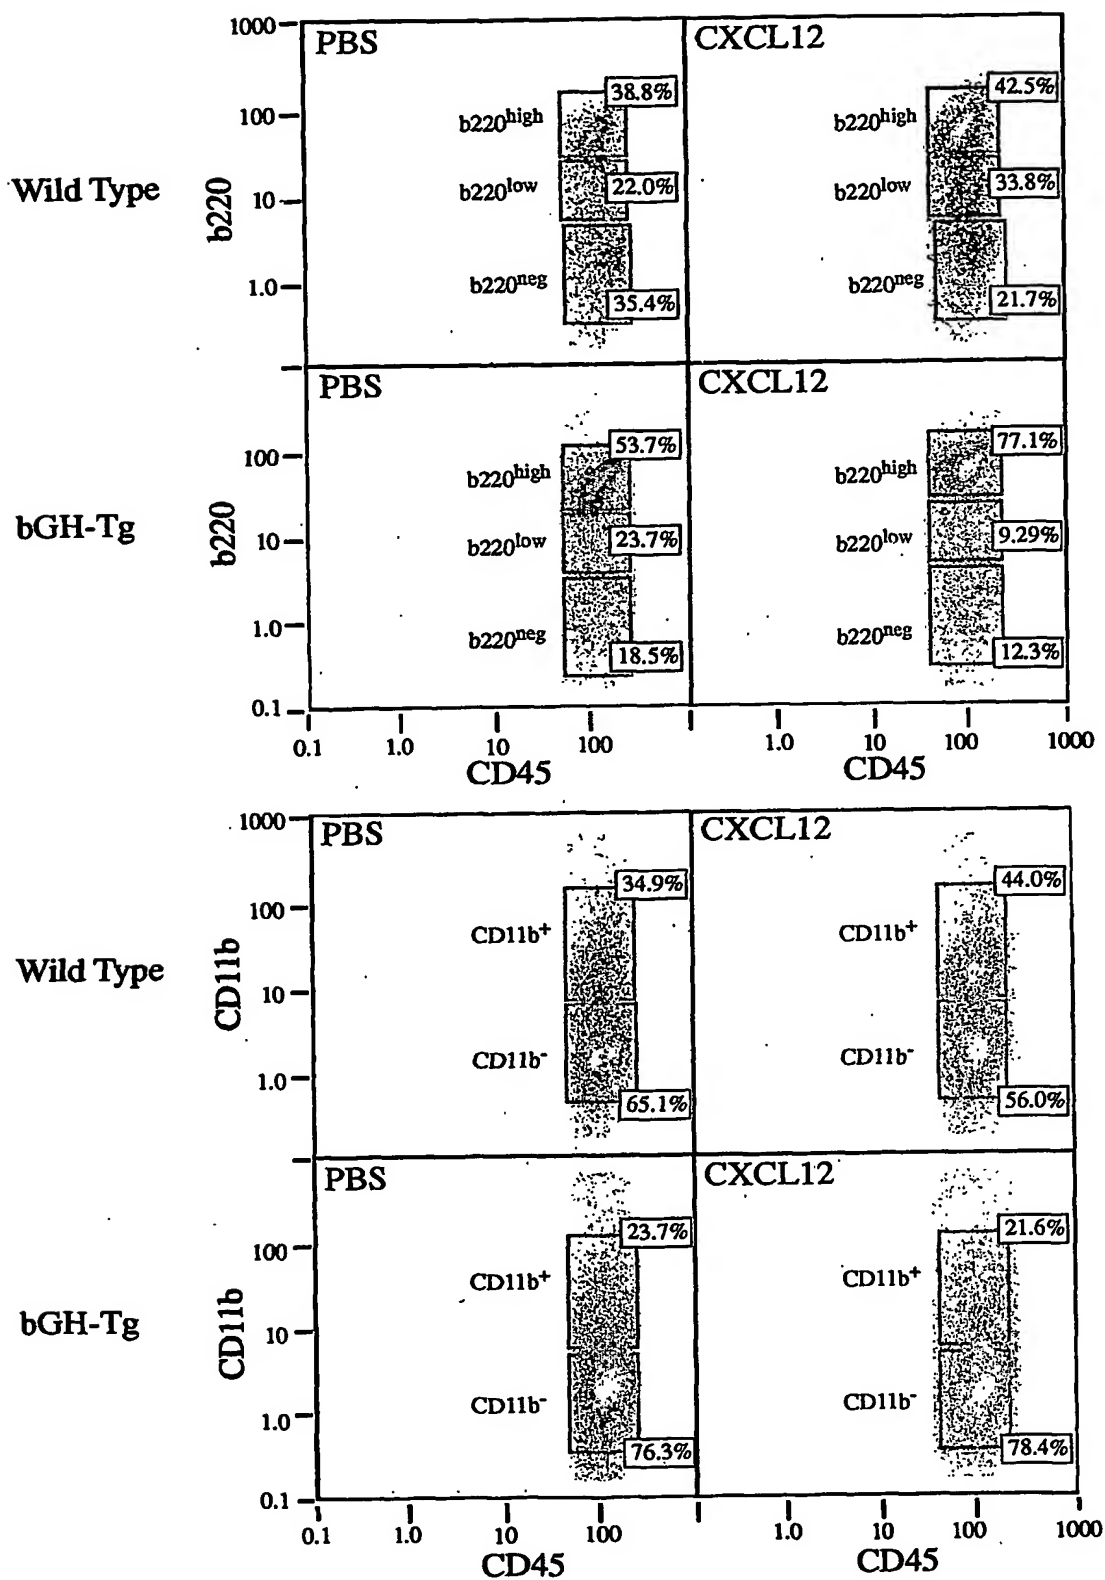 1000
PBS
CXCL12
38.8%
42.5%
100
b220high
b220high
Wild Type
b220
b220low
22.0%
b220low
33.8%
10
b220neg
b220neg
1.0
35.4%
21.7%
PBS
CXCL12
53.7%
77.1%
100
b220high
b220high
bGH-Tg
b220
10
b220low
23.7%
b220low
9.29%
1.0
b220neg
b220neg
18.5%
12.3%
0.1
0.1
1.0
10
100
1.0
10
100
1000
CD45
CD45
1000
PBS
CXCL12
34.9%
44.0%
100
CD11b+
CD11b+
Wild Type
CD11b
10
CD11b-
CD11b-
1.0
65.1%
56.0%
PBS
CXCL12
23.7%
21.6%
100
CD11b+
CD11b+
bGH-Tg
CD11b
10
CD11b-
CD11b-
1.0
76.3%
78.4%
0.1
0.1
1.0
10
100
1.0
10
100
1000
CD45
CD45